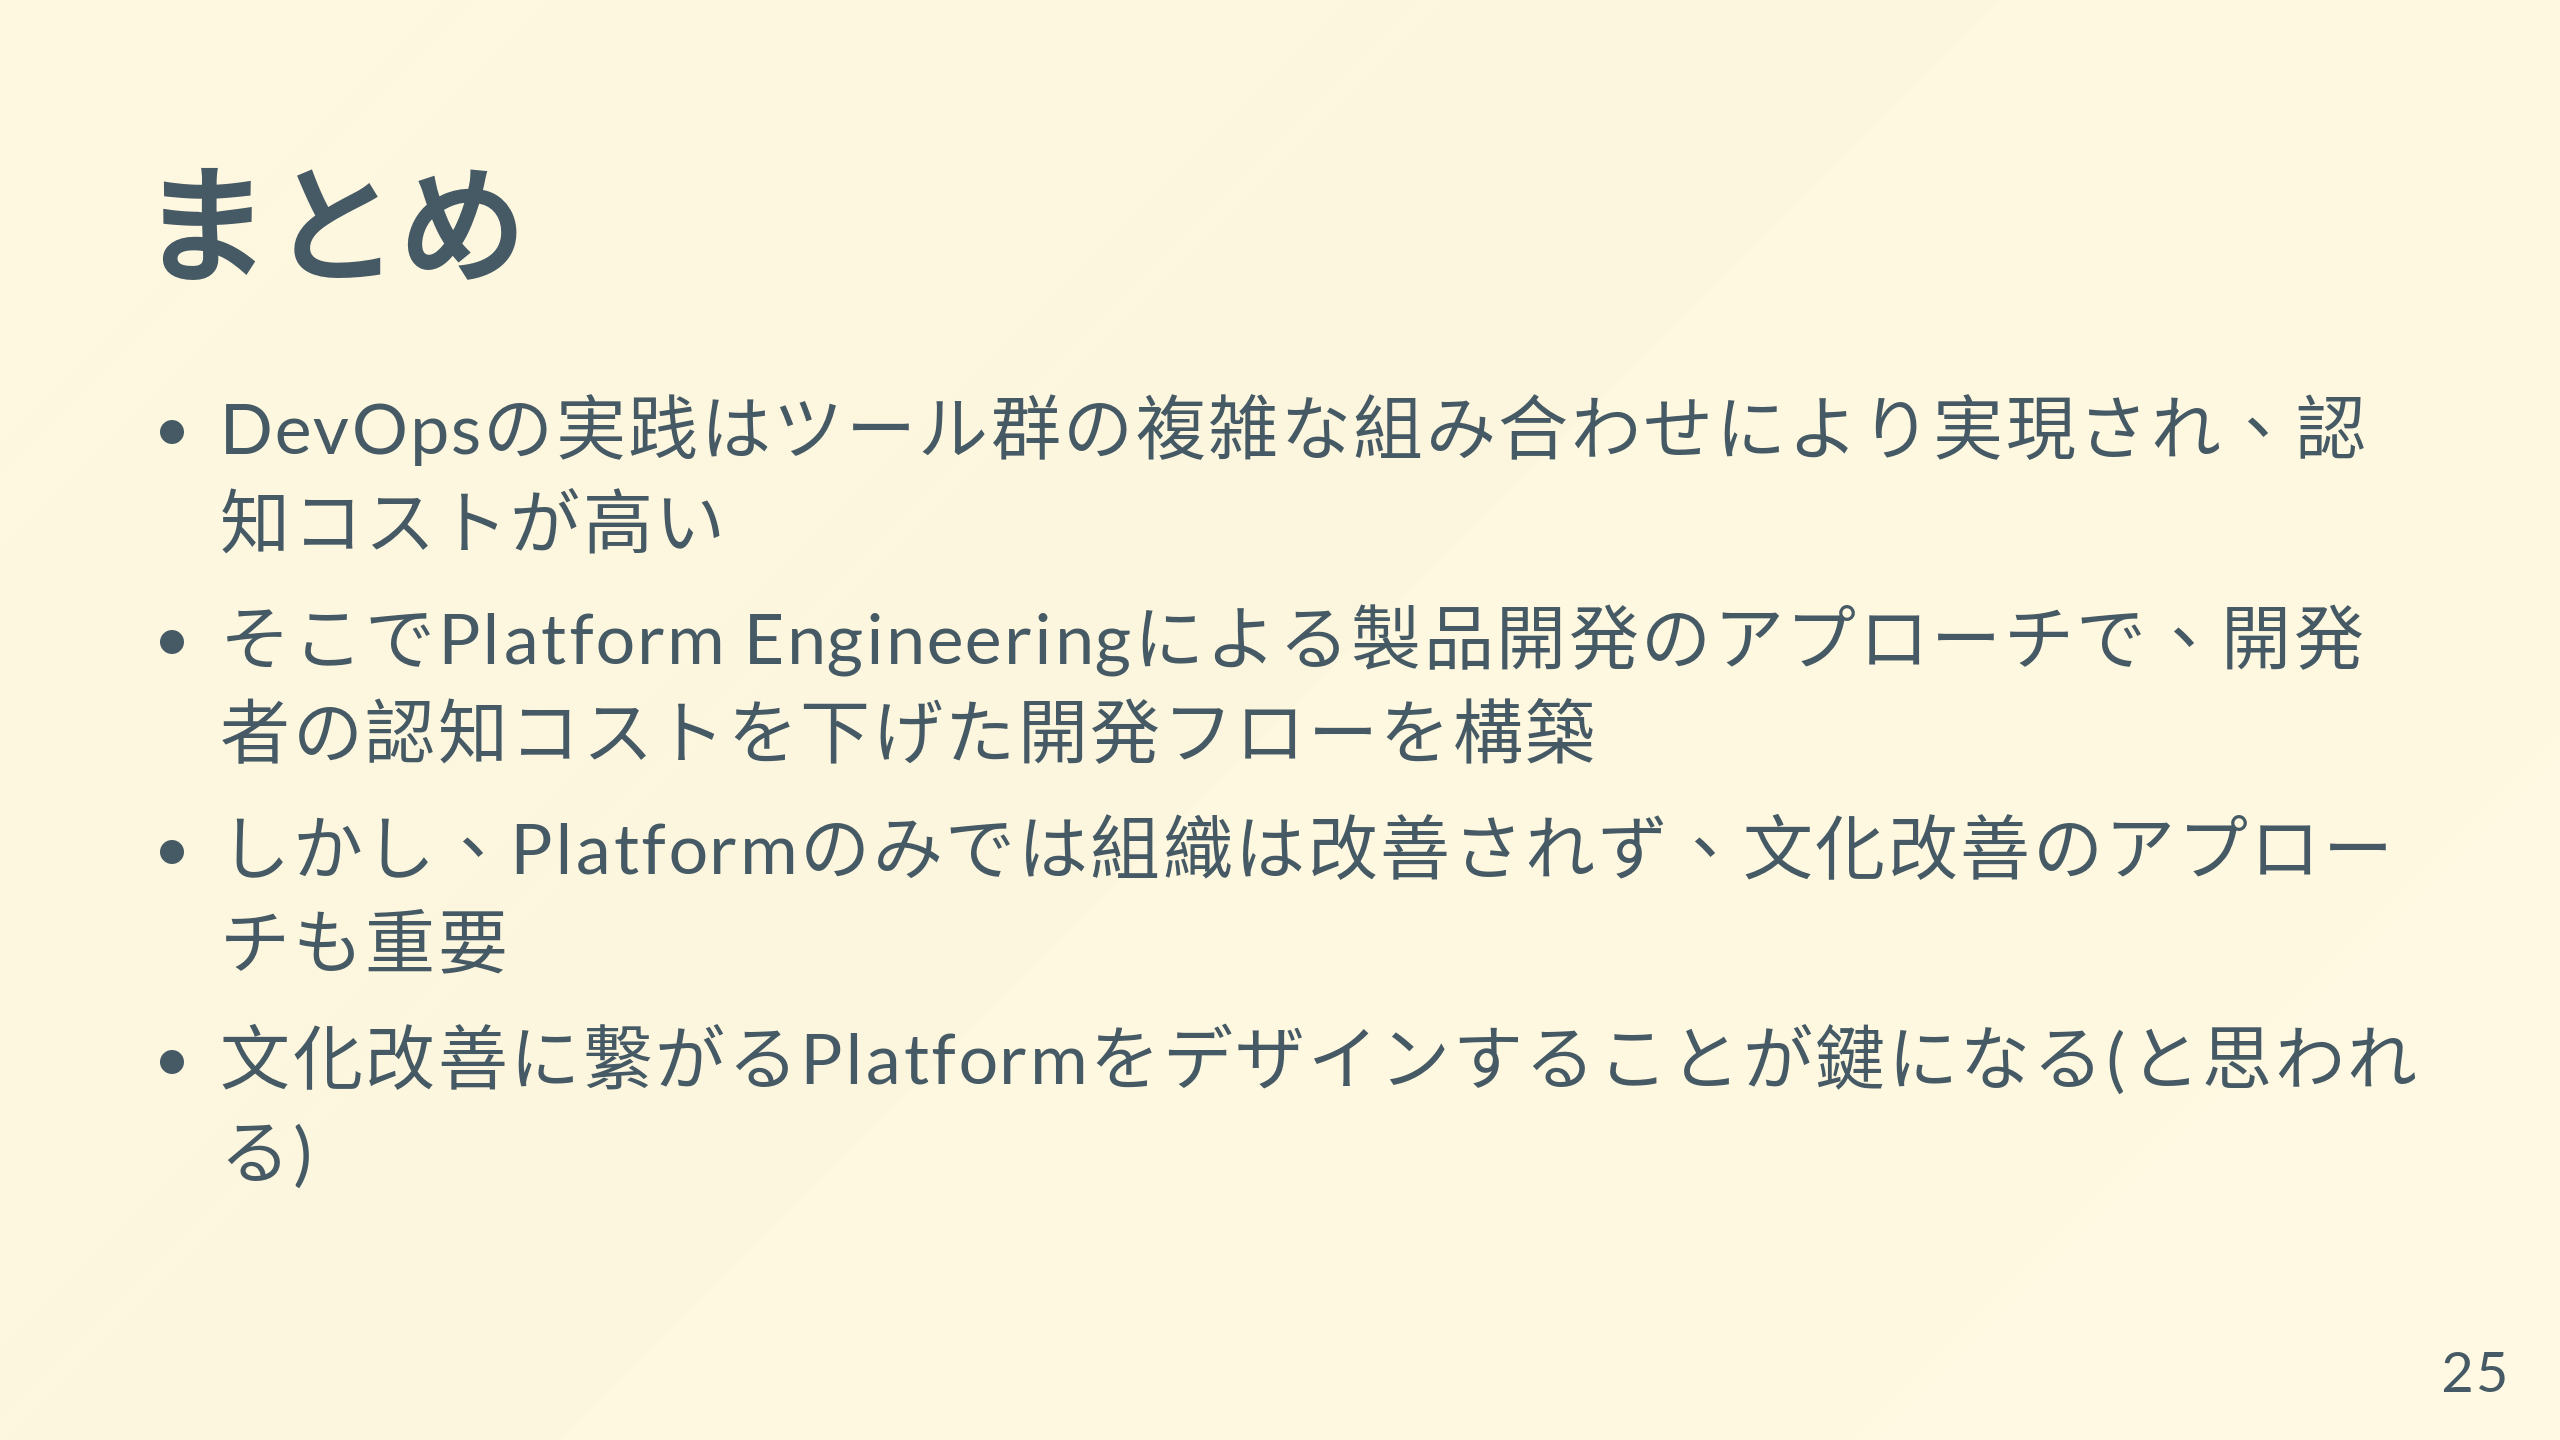 まとめ
• DevOpsの実践はツール群の複雑な組み合わせにより実現され、認
知コストが高い
• そこでPlatform Engineeringによる製品開発のアプローチで、開発
者の認知コストを下げた開発フローを構築
• しかし、Platformのみでは組織は改善されず、文化改善のアプロー
チも重要
• 文化改善に繋がるPlatformをデザインすることが鍵になる(と思われ
る)
25